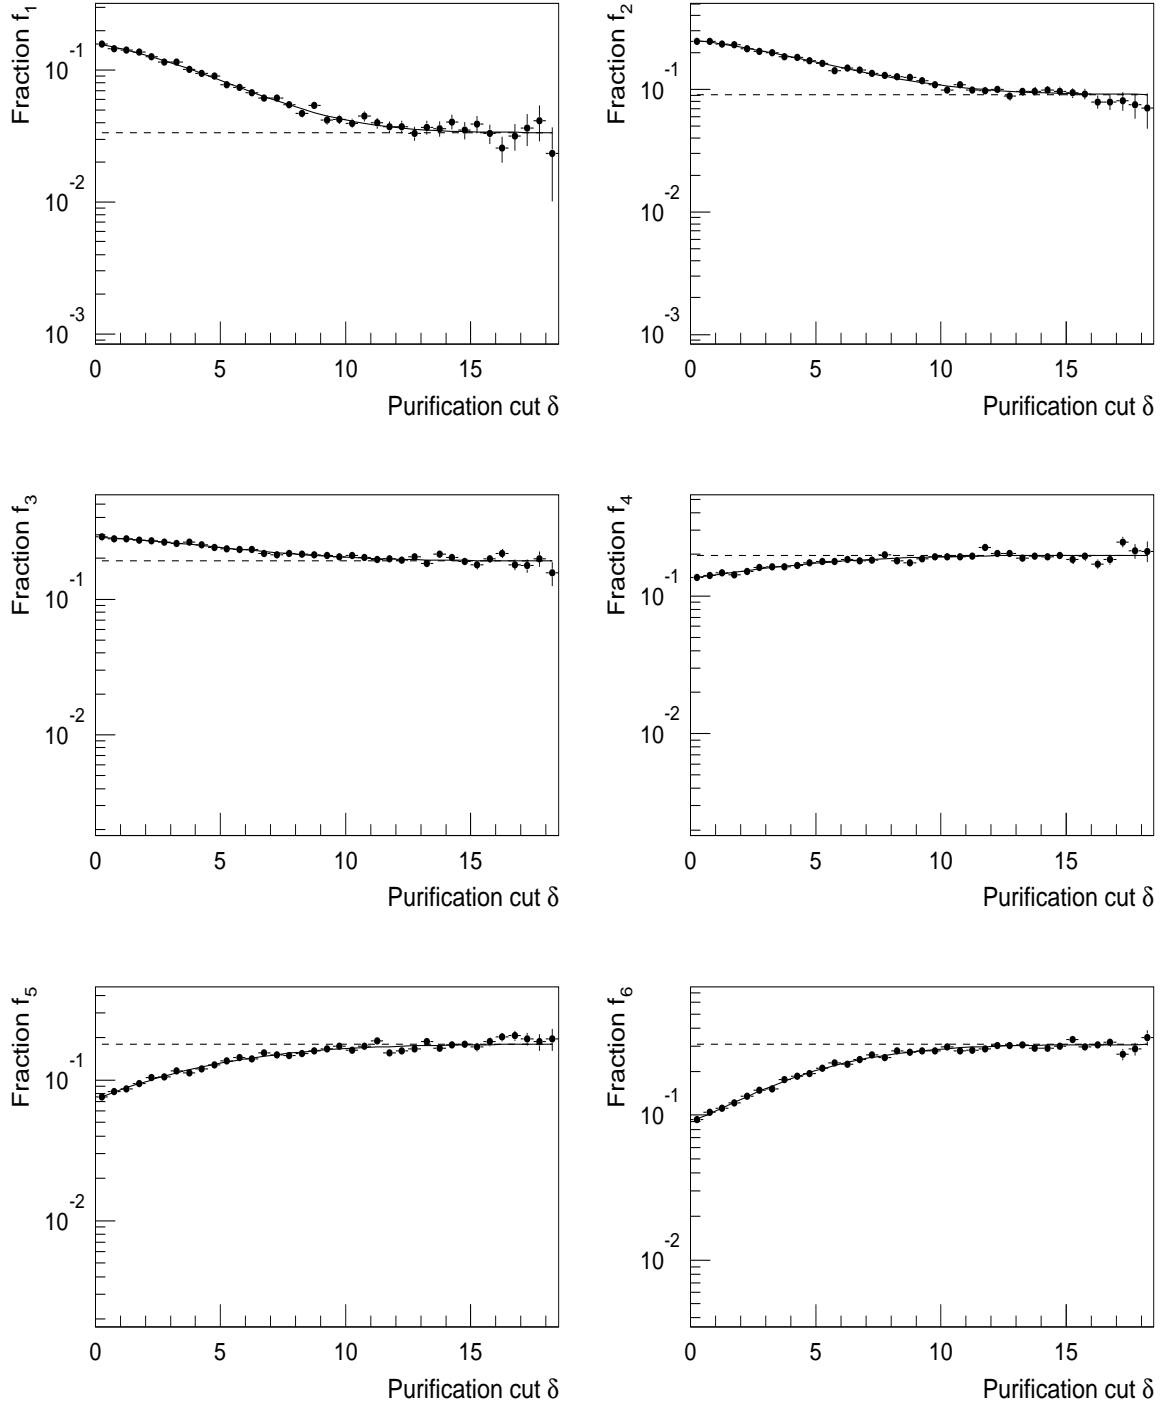 Fraction f₁
10⁻¹
10⁻²
10⁻³
0 5 10 15
Purification cut δ
Fraction f₂
10⁻¹
10⁻²
10⁻³
0 5 10 15
Purification cut δ
Fraction f₃
10⁻¹
10⁻²
0 5 10 15
Purification cut δ
Fraction f₄
10⁻¹
10⁻²
0 5 10 15
Purification cut δ
Fraction f₅
10⁻¹
10⁻²
0 5 10 15
Purification cut δ
Fraction f₆
10⁻¹
10⁻²
0 5 10 15
Purification cut δ